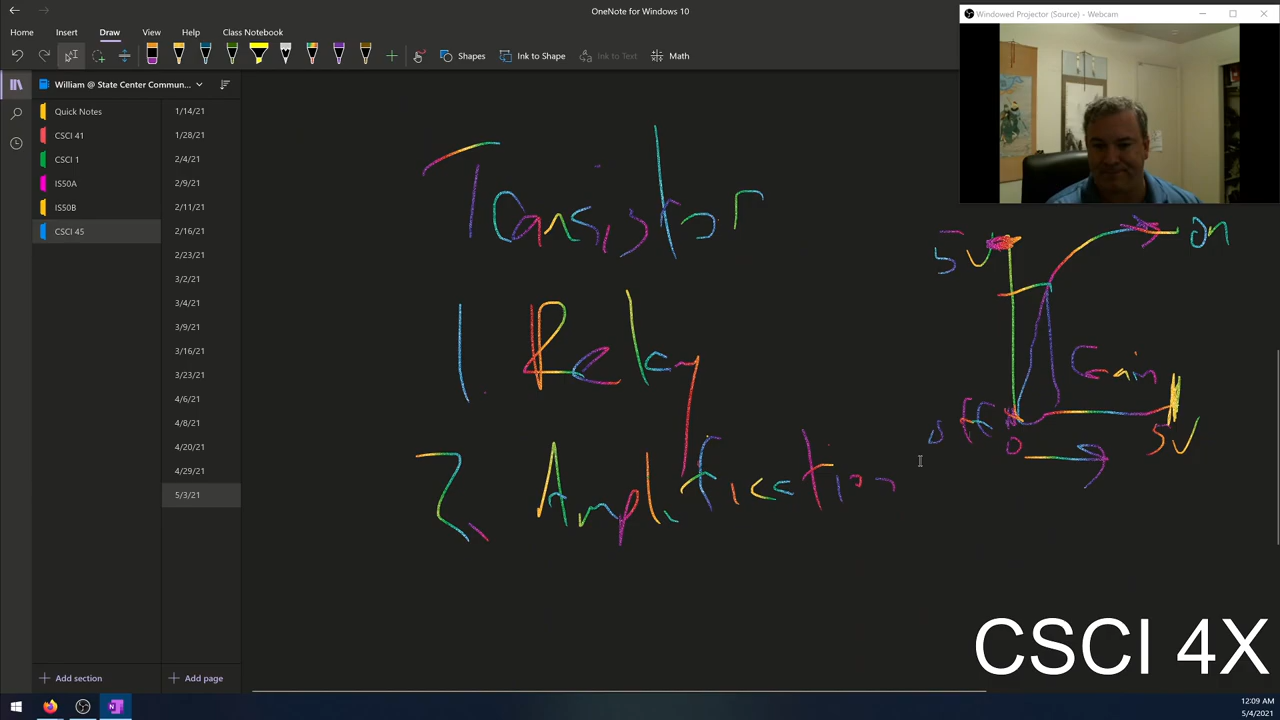 OneNote for Windows 10
Windowed Projector (Source) - Webcam
Home Insert Draw View Help Class Notebook
Shapes Ink to Shape Ink to Text Math
William @ State Center Commun...
Quick Notes
CSCI 41
CSCI 1
IS50A
IS50B
CSCI 45
1/14/21
1/28/21
2/4/21
2/9/21
2/11/21
2/16/21
2/23/21
3/2/21
3/4/21
3/9/21
3/16/21
3/23/21
4/6/21
4/8/21
4/20/21
4/29/21
5/3/21
Transistor
1. Relay
2. Amplification
5V
on
Gain
off
0
5V
CSCI 4X
Add section
Add page
12:09 AM
5/4/2021